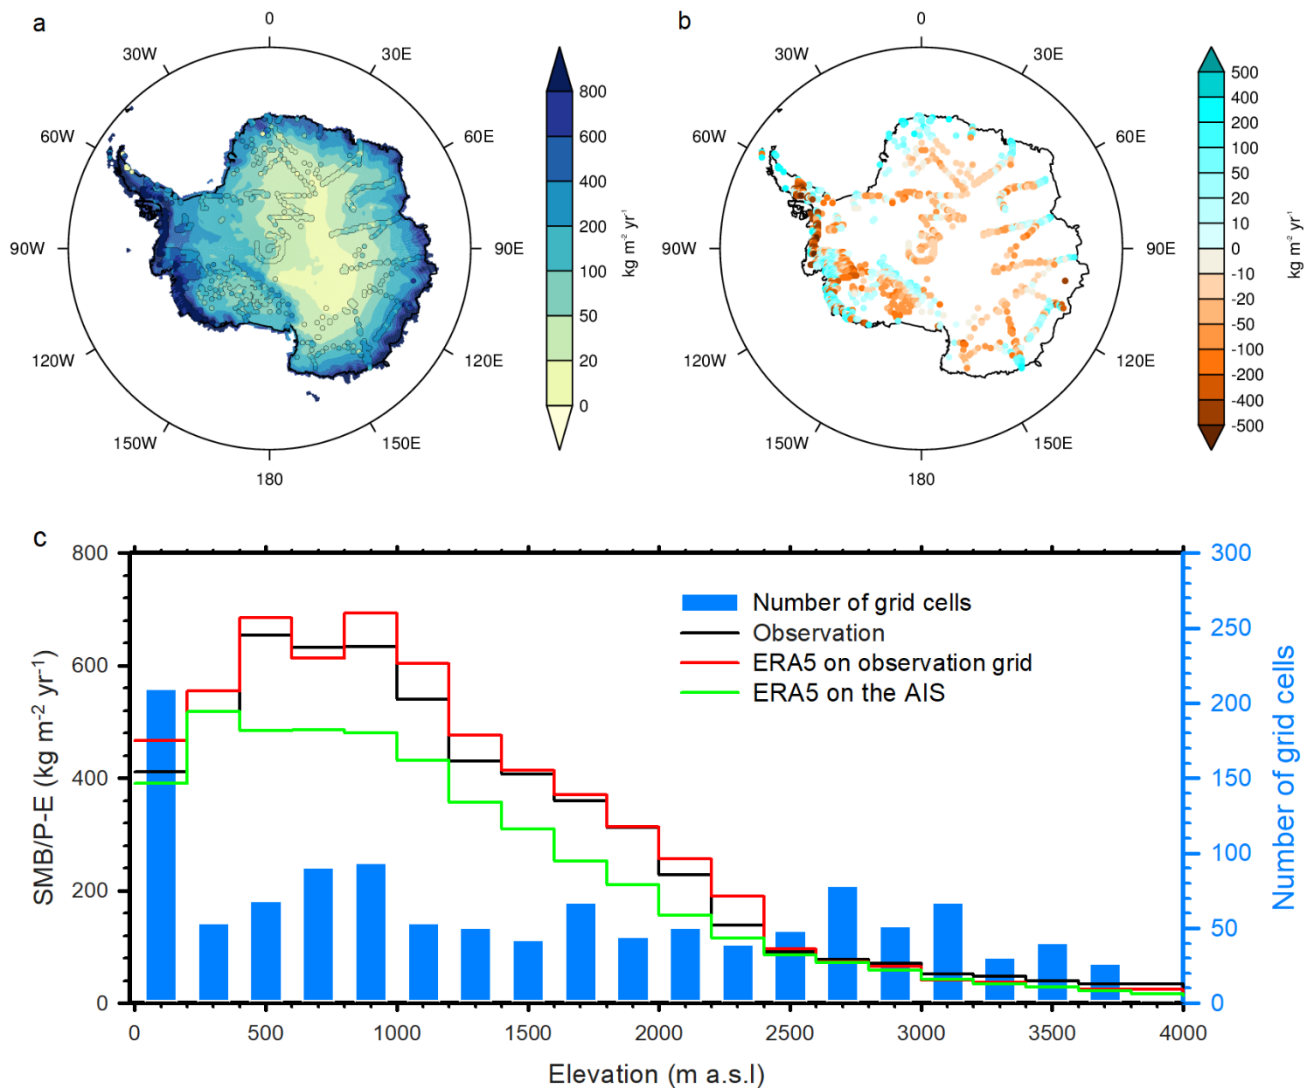 a
0
30W
30E
60W
60E
90W
90E
120W
120E
150W
150E
180
800
600
400
200
100
50
20
0
kg m⁻² yr⁻¹
b
0
30W
30E
60W
60E
90W
90E
120W
120E
150W
150E
180
500
400
200
100
50
20
10
0
-10
-20
-50
-100
-200
-400
-500
kg m⁻² yr⁻¹
c
800
600
400
200
0
SMB/P-E (kg m⁻² yr⁻¹)
Number of grid cells
Observation
ERA5 on observation grid
ERA5 on the AIS
300
250
200
150
100
50
0
Number of grid cells
0 500 1000 1500 2000 2500 3000 3500 4000
Elevation (m a.s.l)